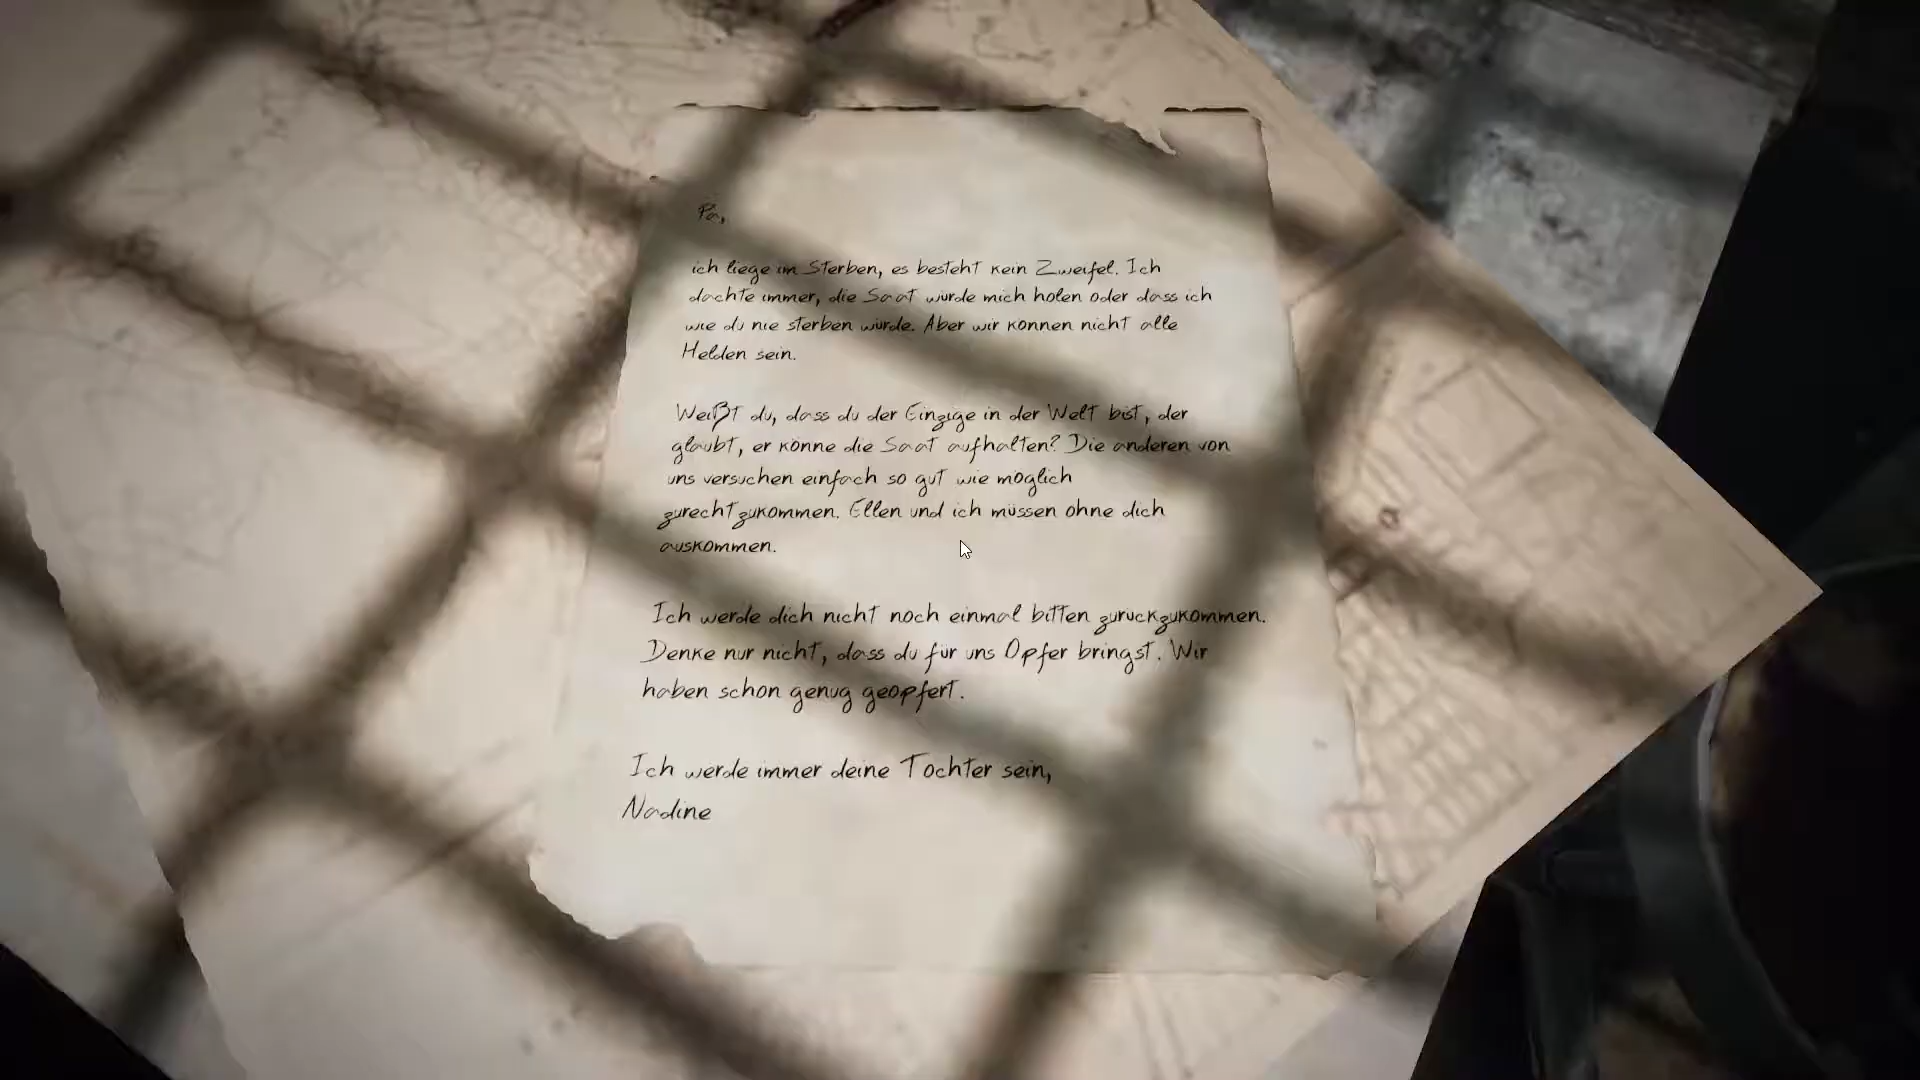 Pa,
ich liege im Sterben, es besteht kein Zweifel. Ich
dachte immer, die Saat würde mich holen oder dass ich
wie du nie sterben würde. Aber wir können nicht alle
Helden sein.
Weißt du, dass du der Einzige in der Welt bist, der
glaubt, er könne die Saat aufhalten? Die anderen von
uns versuchen einfach so gut wie möglich
zurechtzukommen. Ellen und ich müssen ohne dich
auskommen.
Ich werde dich nicht noch einmal bitten zurückzukommen.
Denke nur nicht, dass du für uns Opfer bringst. Wir
haben schon genug geopfert.
Ich werde immer deine Tochter sein,
Nadine